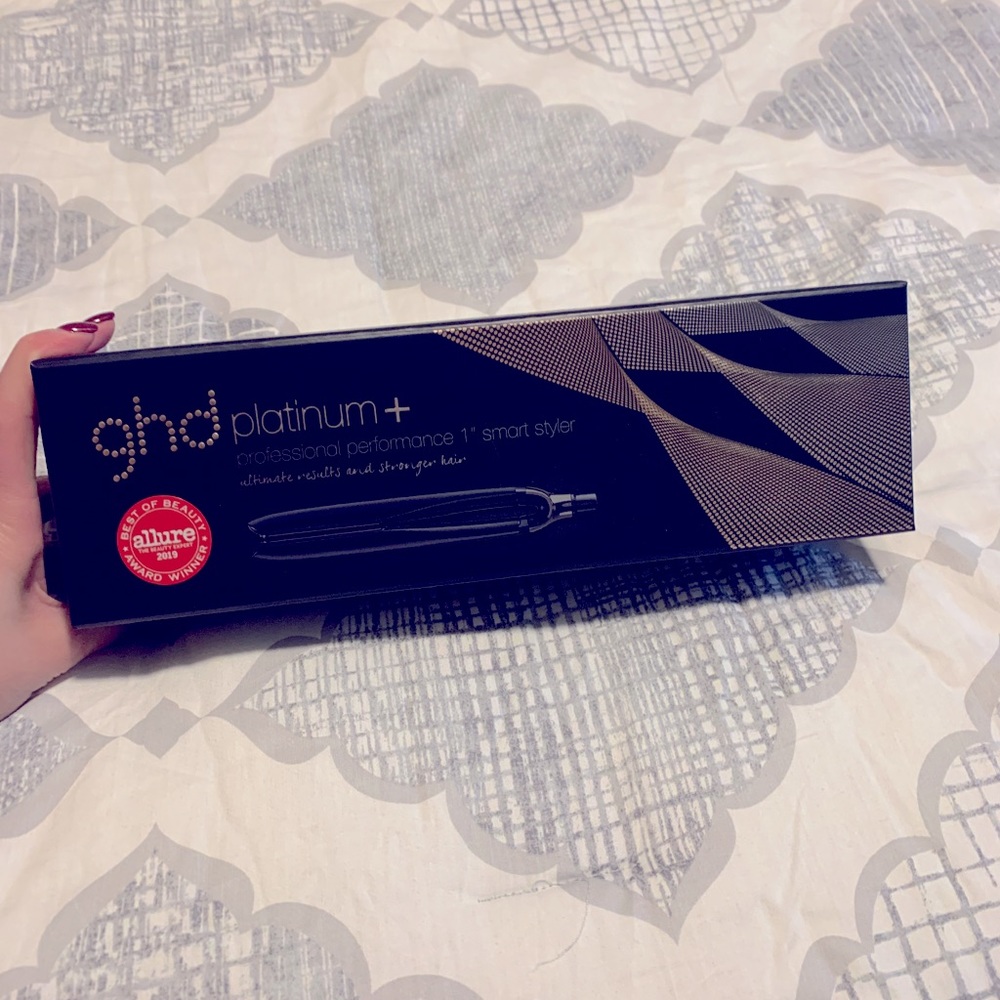 ghd platinum+
professional performance 1" smart styler
ultimate results and stronger hair
BEST OF BEAUTY
allure
THE BEAUTY EXPERT
2019
AWARD WINNER